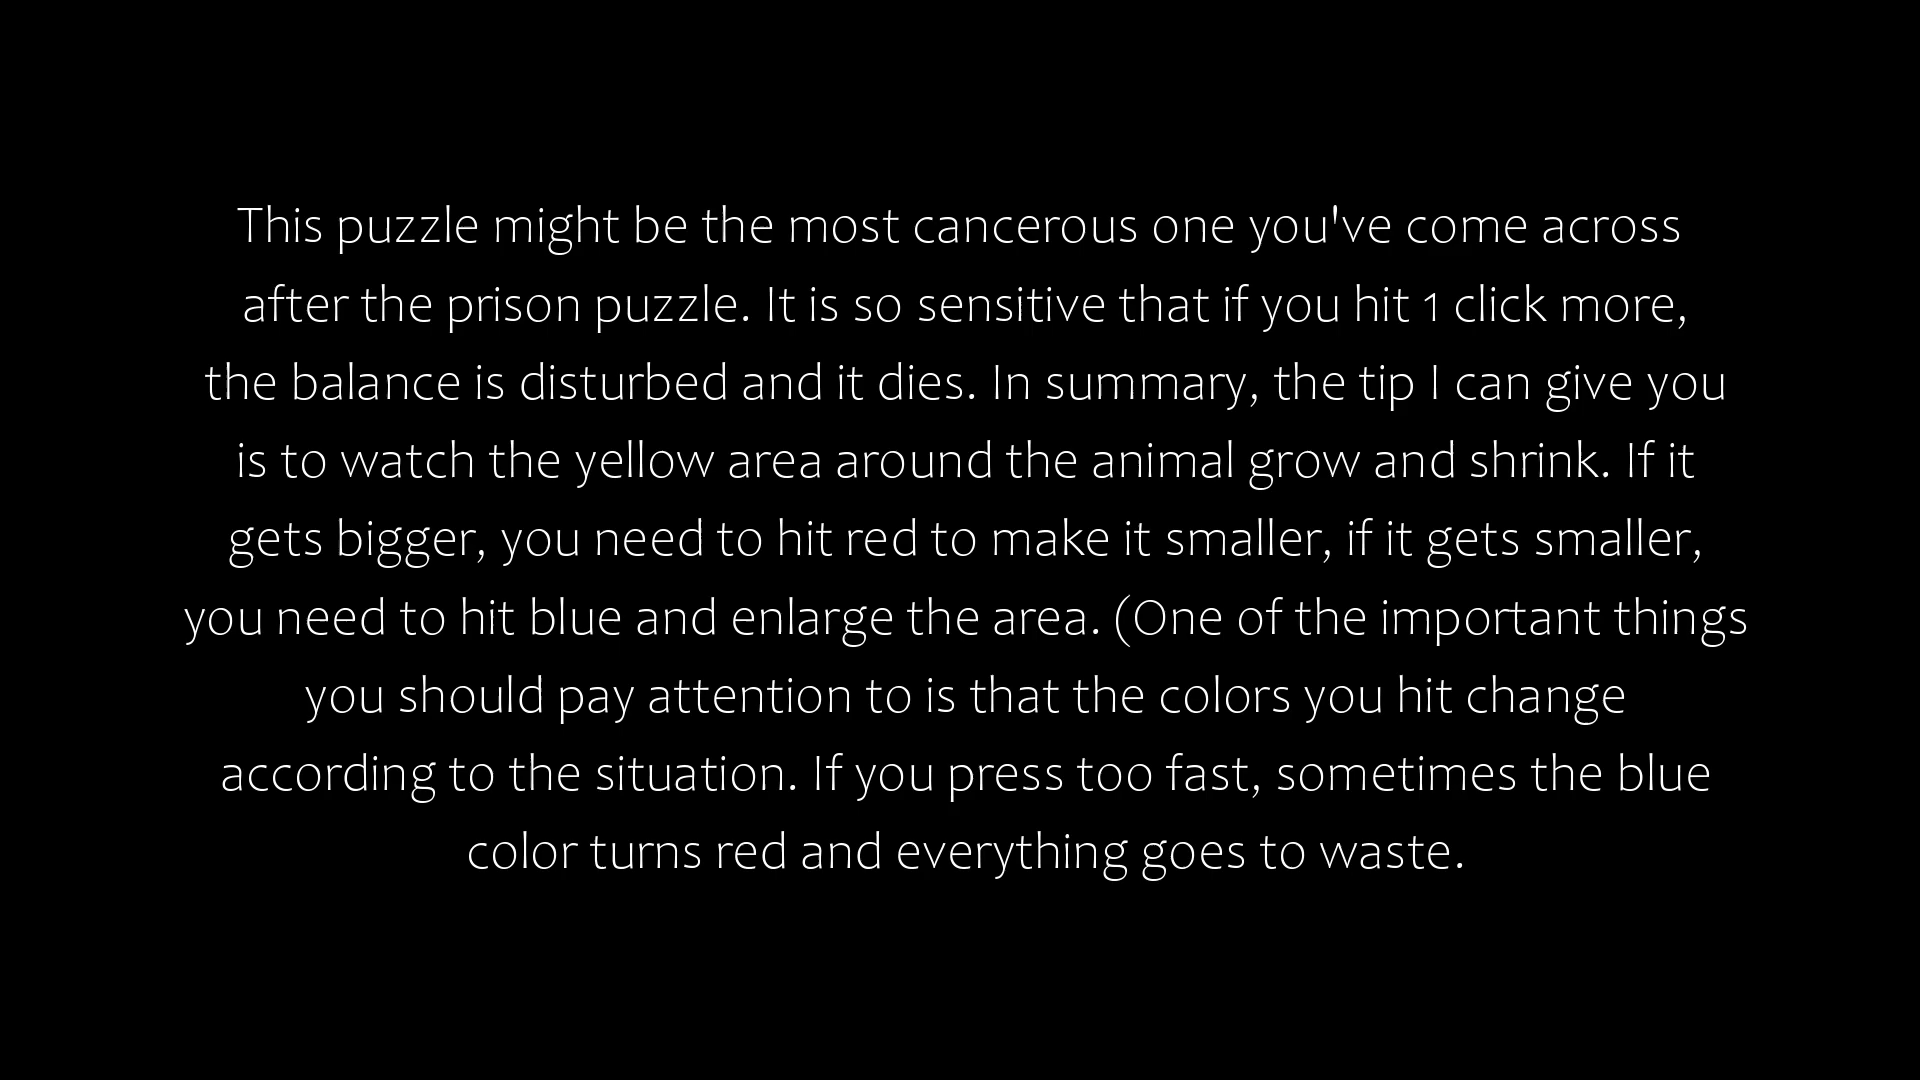 This puzzle might be the most cancerous one you've come across
after the prison puzzle. It is so sensitive that if you hit 1 click more,
the balance is disturbed and it dies. In summary, the tip I can give you
is to watch the yellow area around the animal grow and shrink. If it
gets bigger, you need to hit red to make it smaller, if it gets smaller,
you need to hit blue and enlarge the area. (One of the important things
you should pay attention to is that the colors you hit change
according to the situation. If you press too fast, sometimes the blue
color turns red and everything goes to waste.